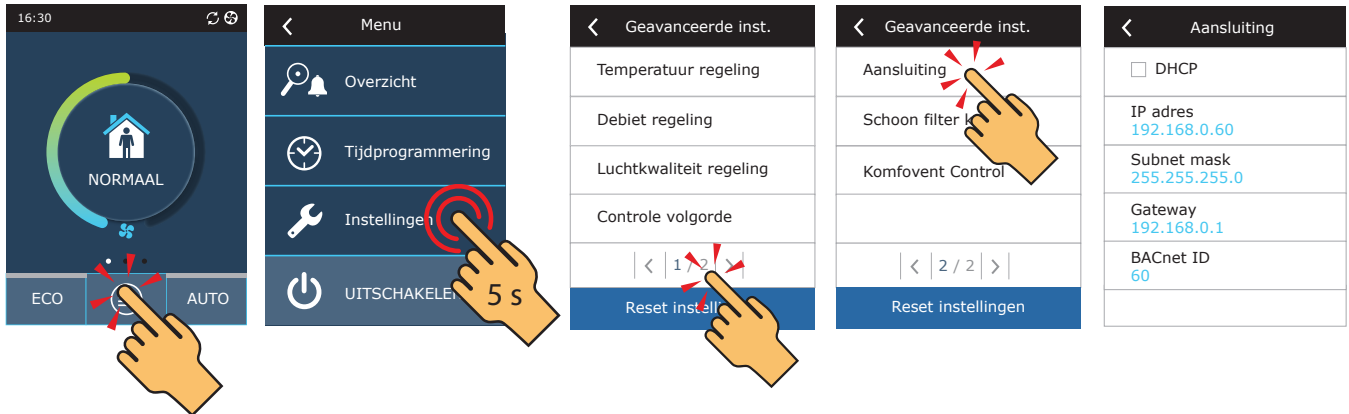 16:30
NORMAAL
ECO
AUTO
Menu
Overzicht
Tijdprogrammering
Instellingen
UITSCHAKELEN
5 s
Geavanceerde inst.
Temperatuur regeling
Debiet regeling
Luchtkwaliteit regeling
Controle volgorde
< 1 / 2 >
Reset
Geavanceerde inst.
Aansluiting
Schoon filter
Komfovent Control
< 2 / 2 >
Reset instellingen
Aansluiting
DHCP
IP adres
192.168.0.60
Subnet mask
255.255.255.0
Gateway
192.168.0.1
BACnet ID
60